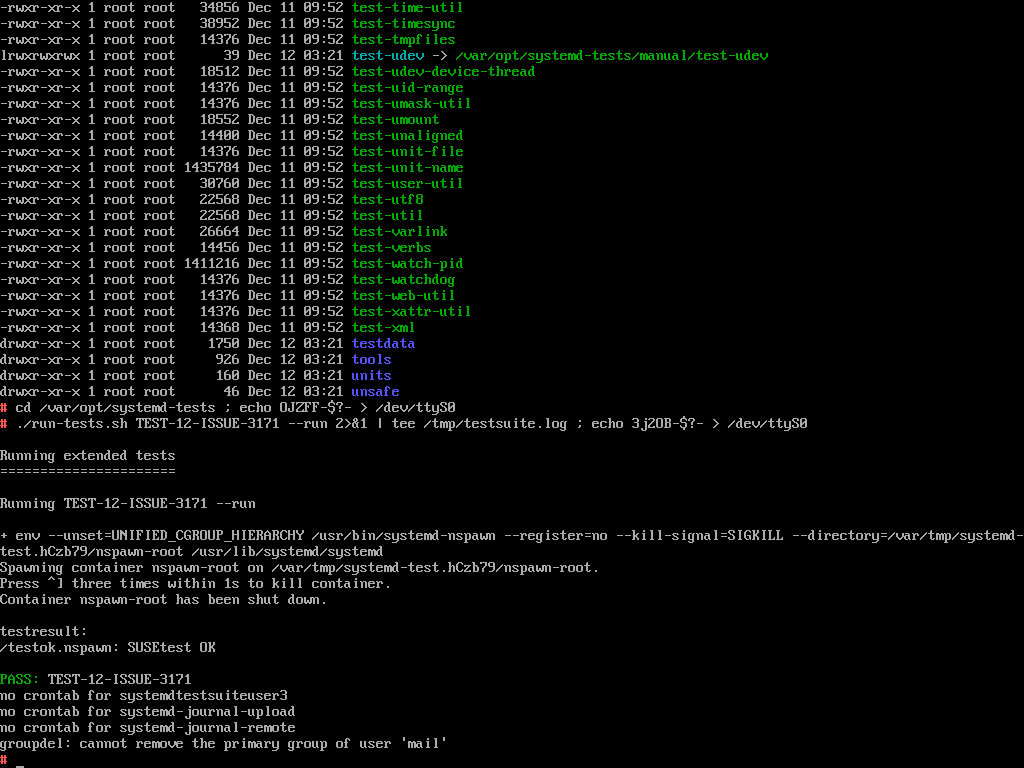 -rwxr-xr-x 1 root root   34856 Dec 11 09:52 test-time-util
-rwxr-xr-x 1 root root   38952 Dec 11 09:52 test-timesync
-rwxr-xr-x 1 root root   14376 Dec 11 09:52 test-tmpfiles
lrwxrwxrwx 1 root root      39 Dec 12 03:21 test-udev -> /var/opt/systemd-tests/manual/test-udev
-rwxr-xr-x 1 root root   18512 Dec 11 09:52 test-udev-device-thread
-rwxr-xr-x 1 root root   14376 Dec 11 09:52 test-uid-range
-rwxr-xr-x 1 root root   14376 Dec 11 09:52 test-umask-util
-rwxr-xr-x 1 root root   18552 Dec 11 09:52 test-umount
-rwxr-xr-x 1 root root   14400 Dec 11 09:52 test-unaligned
-rwxr-xr-x 1 root root   14376 Dec 11 09:52 test-unit-file
-rwxr-xr-x 1 root root 1435784 Dec 11 09:52 test-unit-name
-rwxr-xr-x 1 root root   30760 Dec 11 09:52 test-user-util
-rwxr-xr-x 1 root root   22568 Dec 11 09:52 test-utf8
-rwxr-xr-x 1 root root   22568 Dec 11 09:52 test-util
-rwxr-xr-x 1 root root   26664 Dec 11 09:52 test-varlink
-rwxr-xr-x 1 root root   14456 Dec 11 09:52 test-verbs
-rwxr-xr-x 1 root root 1411216 Dec 11 09:52 test-watch-pid
-rwxr-xr-x 1 root root   14376 Dec 11 09:52 test-watchdog
-rwxr-xr-x 1 root root   14376 Dec 11 09:52 test-web-util
-rwxr-xr-x 1 root root   14376 Dec 11 09:52 test-xattr-util
-rwxr-xr-x 1 root root   14368 Dec 11 09:52 test-xml
drwxr-xr-x 1 root root    1750 Dec 12 03:21 testdata
drwxr-xr-x 1 root root     926 Dec 12 03:21 tools
drwxr-xr-x 1 root root     160 Dec 12 03:21 units
drwxr-xr-x 1 root root      46 Dec 12 03:21 unsafe
# cd /var/opt/systemd-tests ; echo OJZFF-$?- > /dev/ttyS0
# ./run-tests.sh TEST-12-ISSUE-3171 --run 2>&1 | tee /tmp/testsuite.log ; echo 3j2OB-$?- > /dev/ttyS0
Running extended tests
======================
Running TEST-12-ISSUE-3171 --run
+ env --unset=UNIFIED_CGROUP_HIERARCHY /usr/bin/systemd-nspawn --register=no --kill-signal=SIGKILL --directory=/var/tmp/systemd-
test.hCzb79/nspawn-root /usr/lib/systemd/systemd
Spawning container nspawn-root on /var/tmp/systemd-test.hCzb79/nspawn-root.
Press ^] three times within 1s to kill container.
Container nspawn-root has been shut down.
testresult:
/testok.nspawn: SUSEtest OK
PASS: TEST-12-ISSUE-3171
no crontab for systemdtestsuiteuser3
no crontab for systemd-journal-upload
no crontab for systemd-journal-remote
groupdel: cannot remove the primary group of user 'mail'
# _